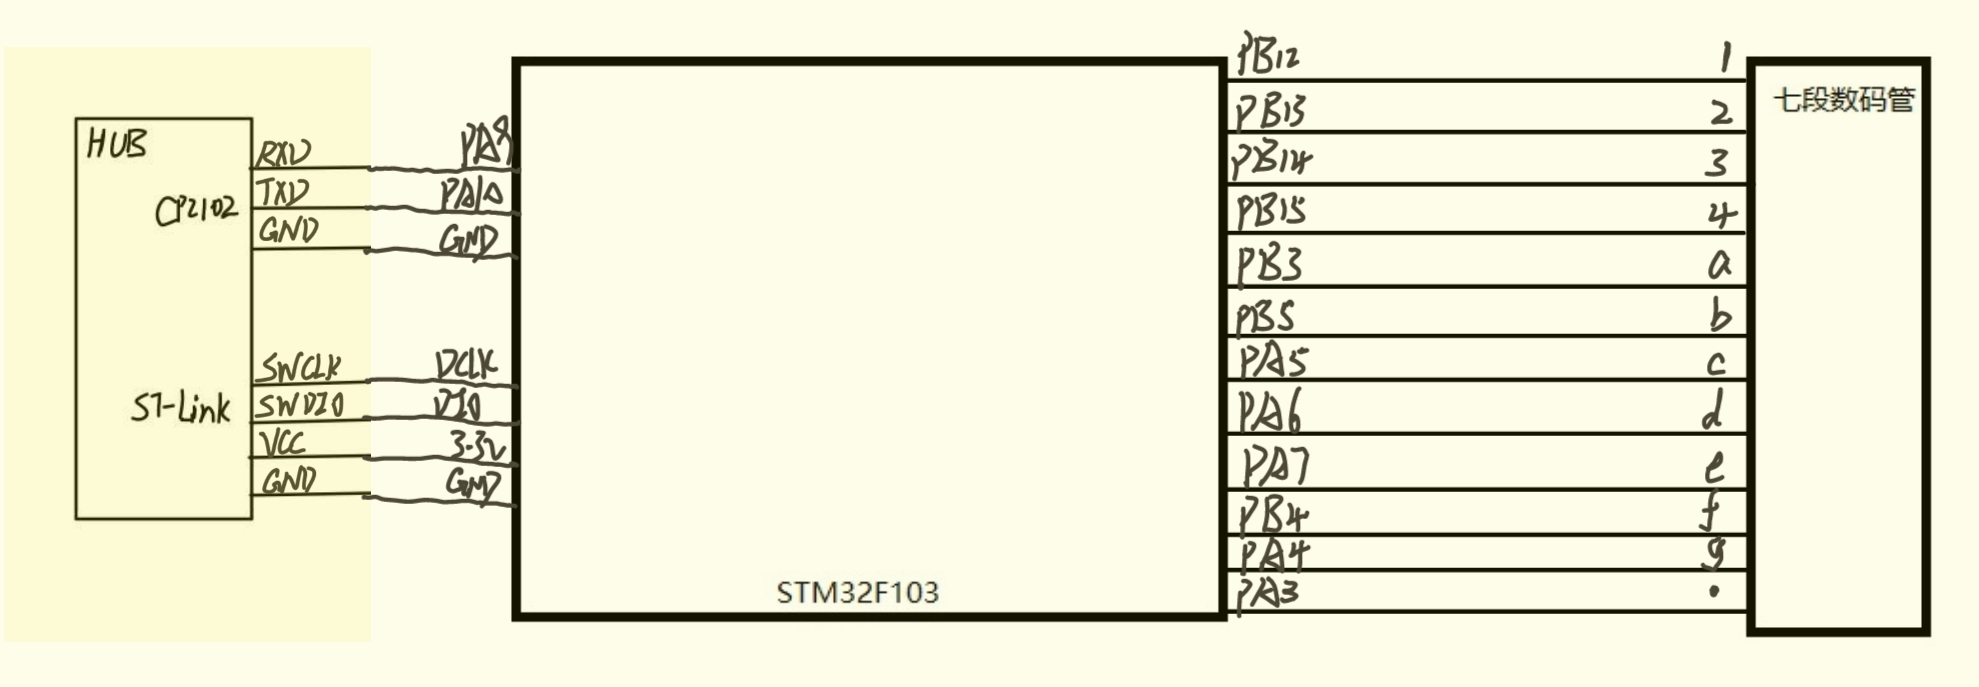 HUB
RXD
PA9
CP2102
TXD
PA10
GND
GND
ST-Link
SWCLK
DCLK
SWDIO
DIO
VCC
3.3V
GND
GND
STM32F103
PB12
1
PB13
2
PB14
3
PB15
4
PB3
a
PB5
b
PA5
c
PA6
d
PA7
e
PB4
f
PA4
g
PA3
.
七段数码管